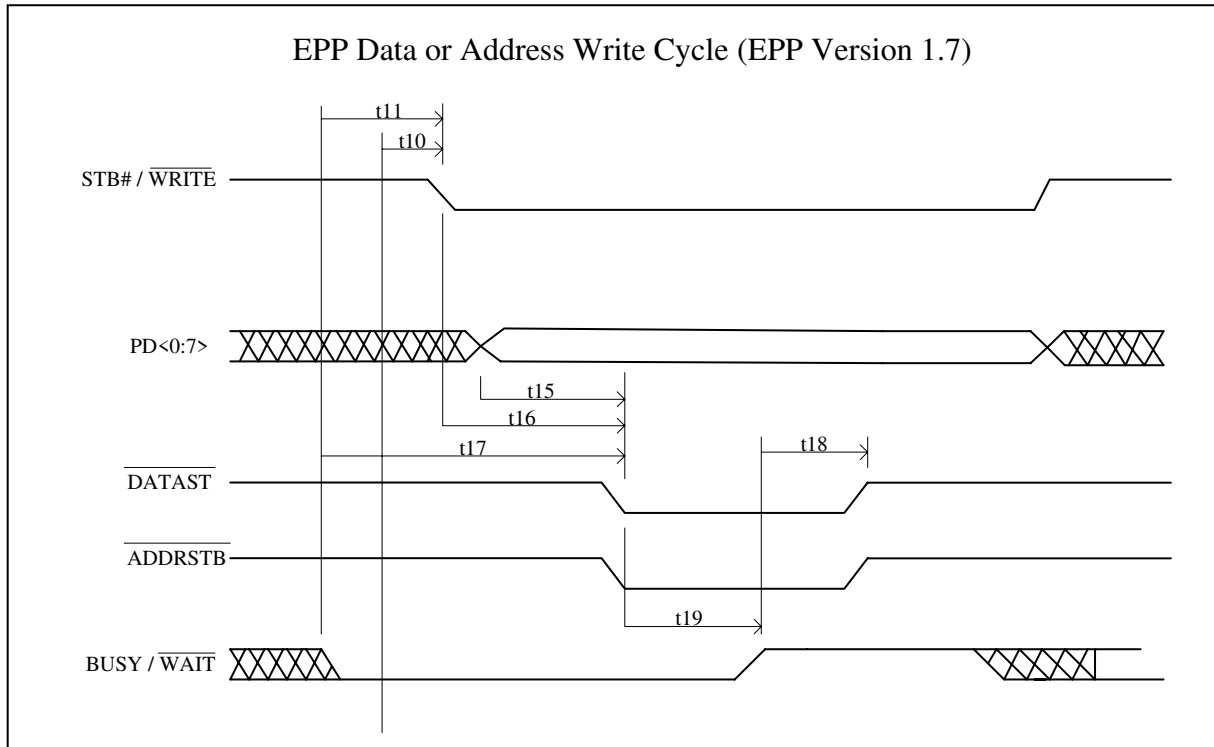 EPP Data or Address Write Cycle (EPP Version 1.7)
t11
t10
STB# / WRITE
PD<0:7>
t15
t16
t17
t18
DATAST
ADDRSTB
t19
BUSY / WAIT